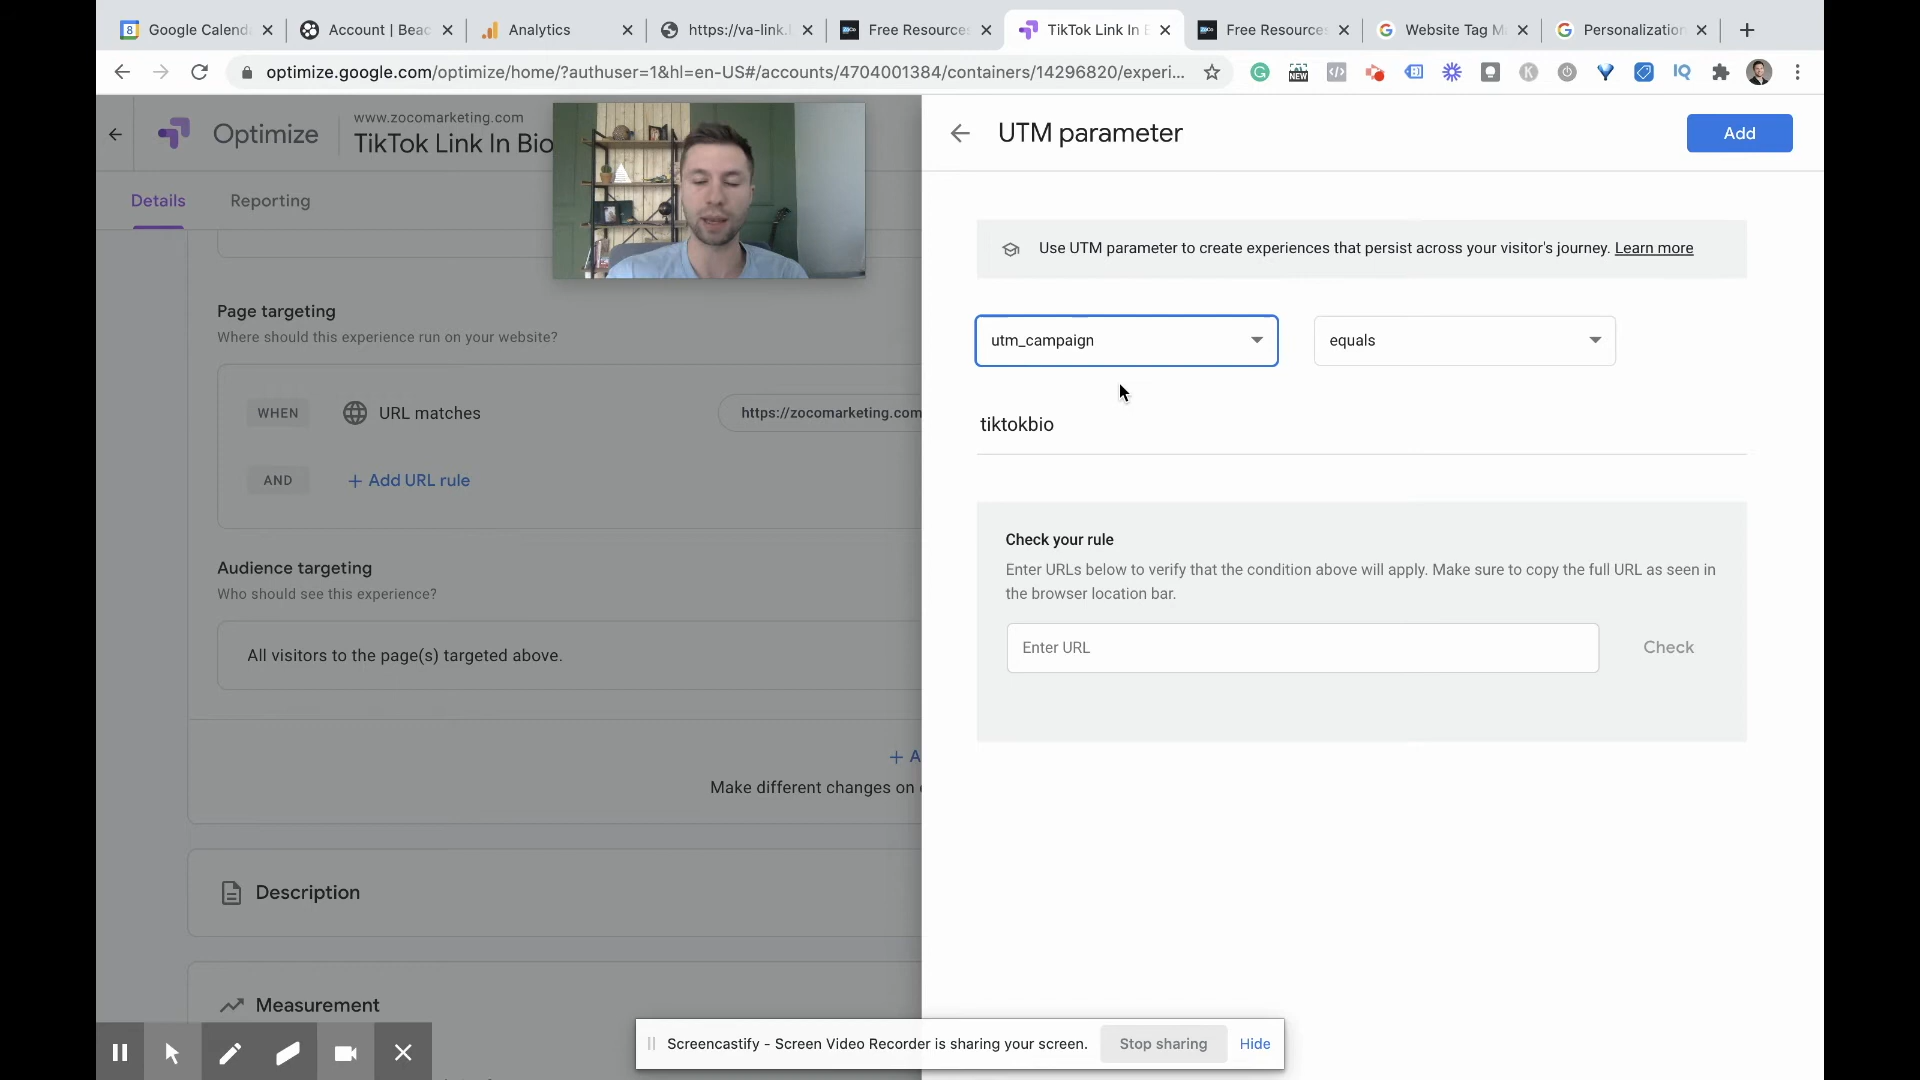 Google Calend
Account | Beac
Analytics
https://va-link.
Free Resource
TikTok Link In B
Free Resource
Website Tag M
Personalization
optimize.google.com/optimize/home/?authuser=1&hl=en-US#/accounts/4704001384/containers/14296820/experi...
NEW
Optimize
www.zocomarketing.com
TikTok Link In Bio
UTM parameter
Add
Details
Reporting
Use UTM parameter to create experiences that persist across your visitor's journey. Learn more
Page targeting
Where should this experience run on your website?
utm_campaign
equals
WHEN
URL matches
https://zocomarketing.com
tiktokbio
AND
+ Add URL rule
Check your rule
Enter URLs below to verify that the condition above will apply. Make sure to copy the full URL as seen in
the browser location bar.
Audience targeting
Who should see this experience?
Enter URL
Check
All visitors to the page(s) targeted above.
+ A
Make different changes on
Description
Measurement
Screencastify - Screen Video Recorder is sharing your screen.
Stop sharing
Hide